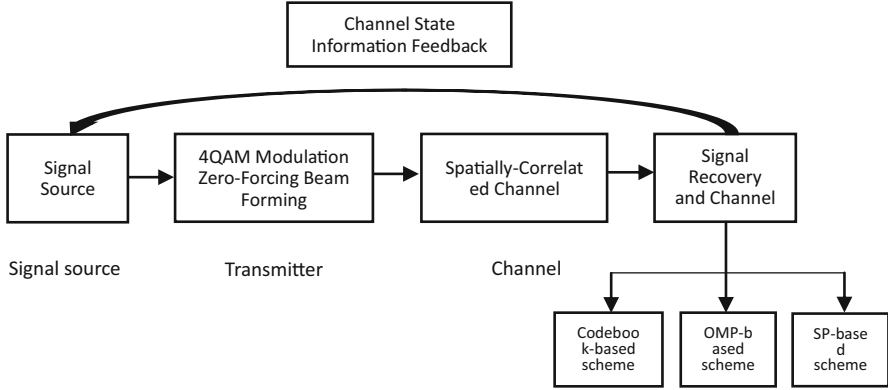 Channel State
Information Feedback
Signal
Source
4QAM Modulation
Zero-Forcing Beam
Forming
Spatially-Correlat
ed Channel
Signal
Recovery
and Channel
Signal source
Transmitter
Channel
Codeboo
k-based
scheme
OMP-b
ased
scheme
SP-base
d
scheme